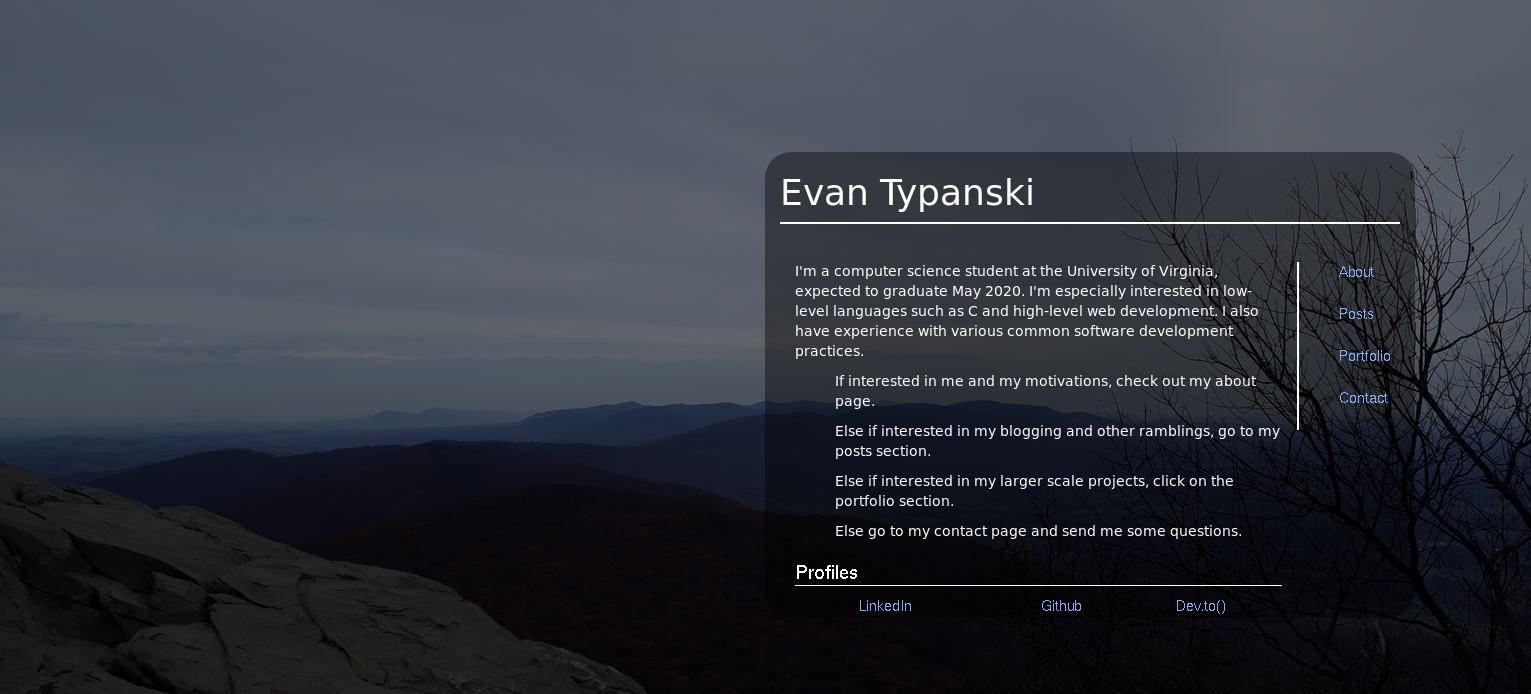 Evan Typanski
I'm a computer science student at the University of Virginia,
expected to graduate May 2020. I'm especially interested in low-
level languages such as C and high-level web development. I also
have experience with various common software development
practices.
If interested in me and my motivations, check out my about
page.
Else if interested in my blogging and other ramblings, go to my
posts section.
Else if interested in my larger scale projects, click on the
portfolio section.
Else go to my contact page and send me some questions.
Profiles
LinkedIn Github Dev.to()
About
Posts
Portfolio
Contact